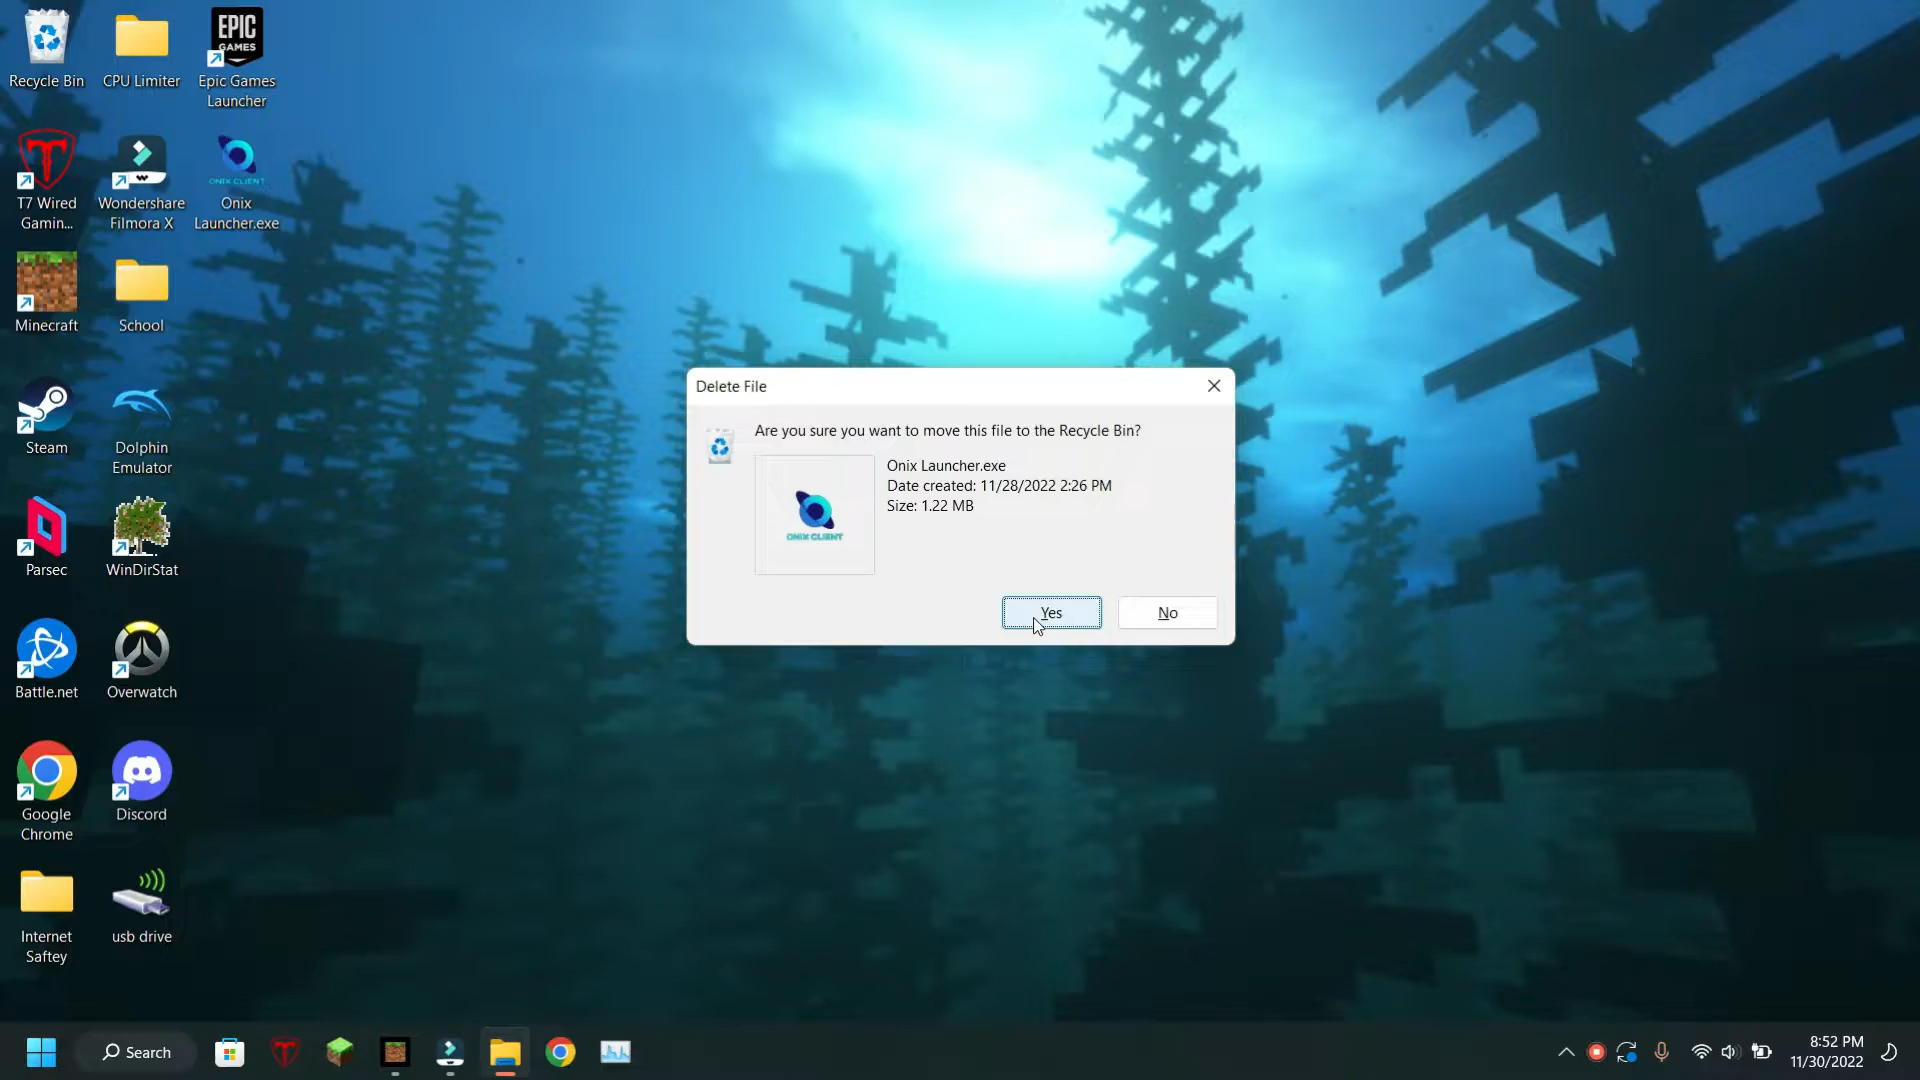 Recycle Bin
CPU Limiter
EPIC
GAMES
Epic Games
Launcher
T7 Wired
Gamin...
Wondershare
Filmora X
ONIX CLIENT
Onix
Launcher.exe
Minecraft
School
Steam
Dolphin
Emulator
Parsec
WinDirStat
Battle.net
Overwatch
Google
Chrome
Discord
Internet
Saftey
usb drive
Delete File
Are you sure you want to move this file to the Recycle Bin?
ONIX CLIENT
Onix Launcher.exe
Date created: 11/28/2022 2:26 PM
Size: 1.22 MB
Yes
No
Search
8:52 PM
11/30/2022